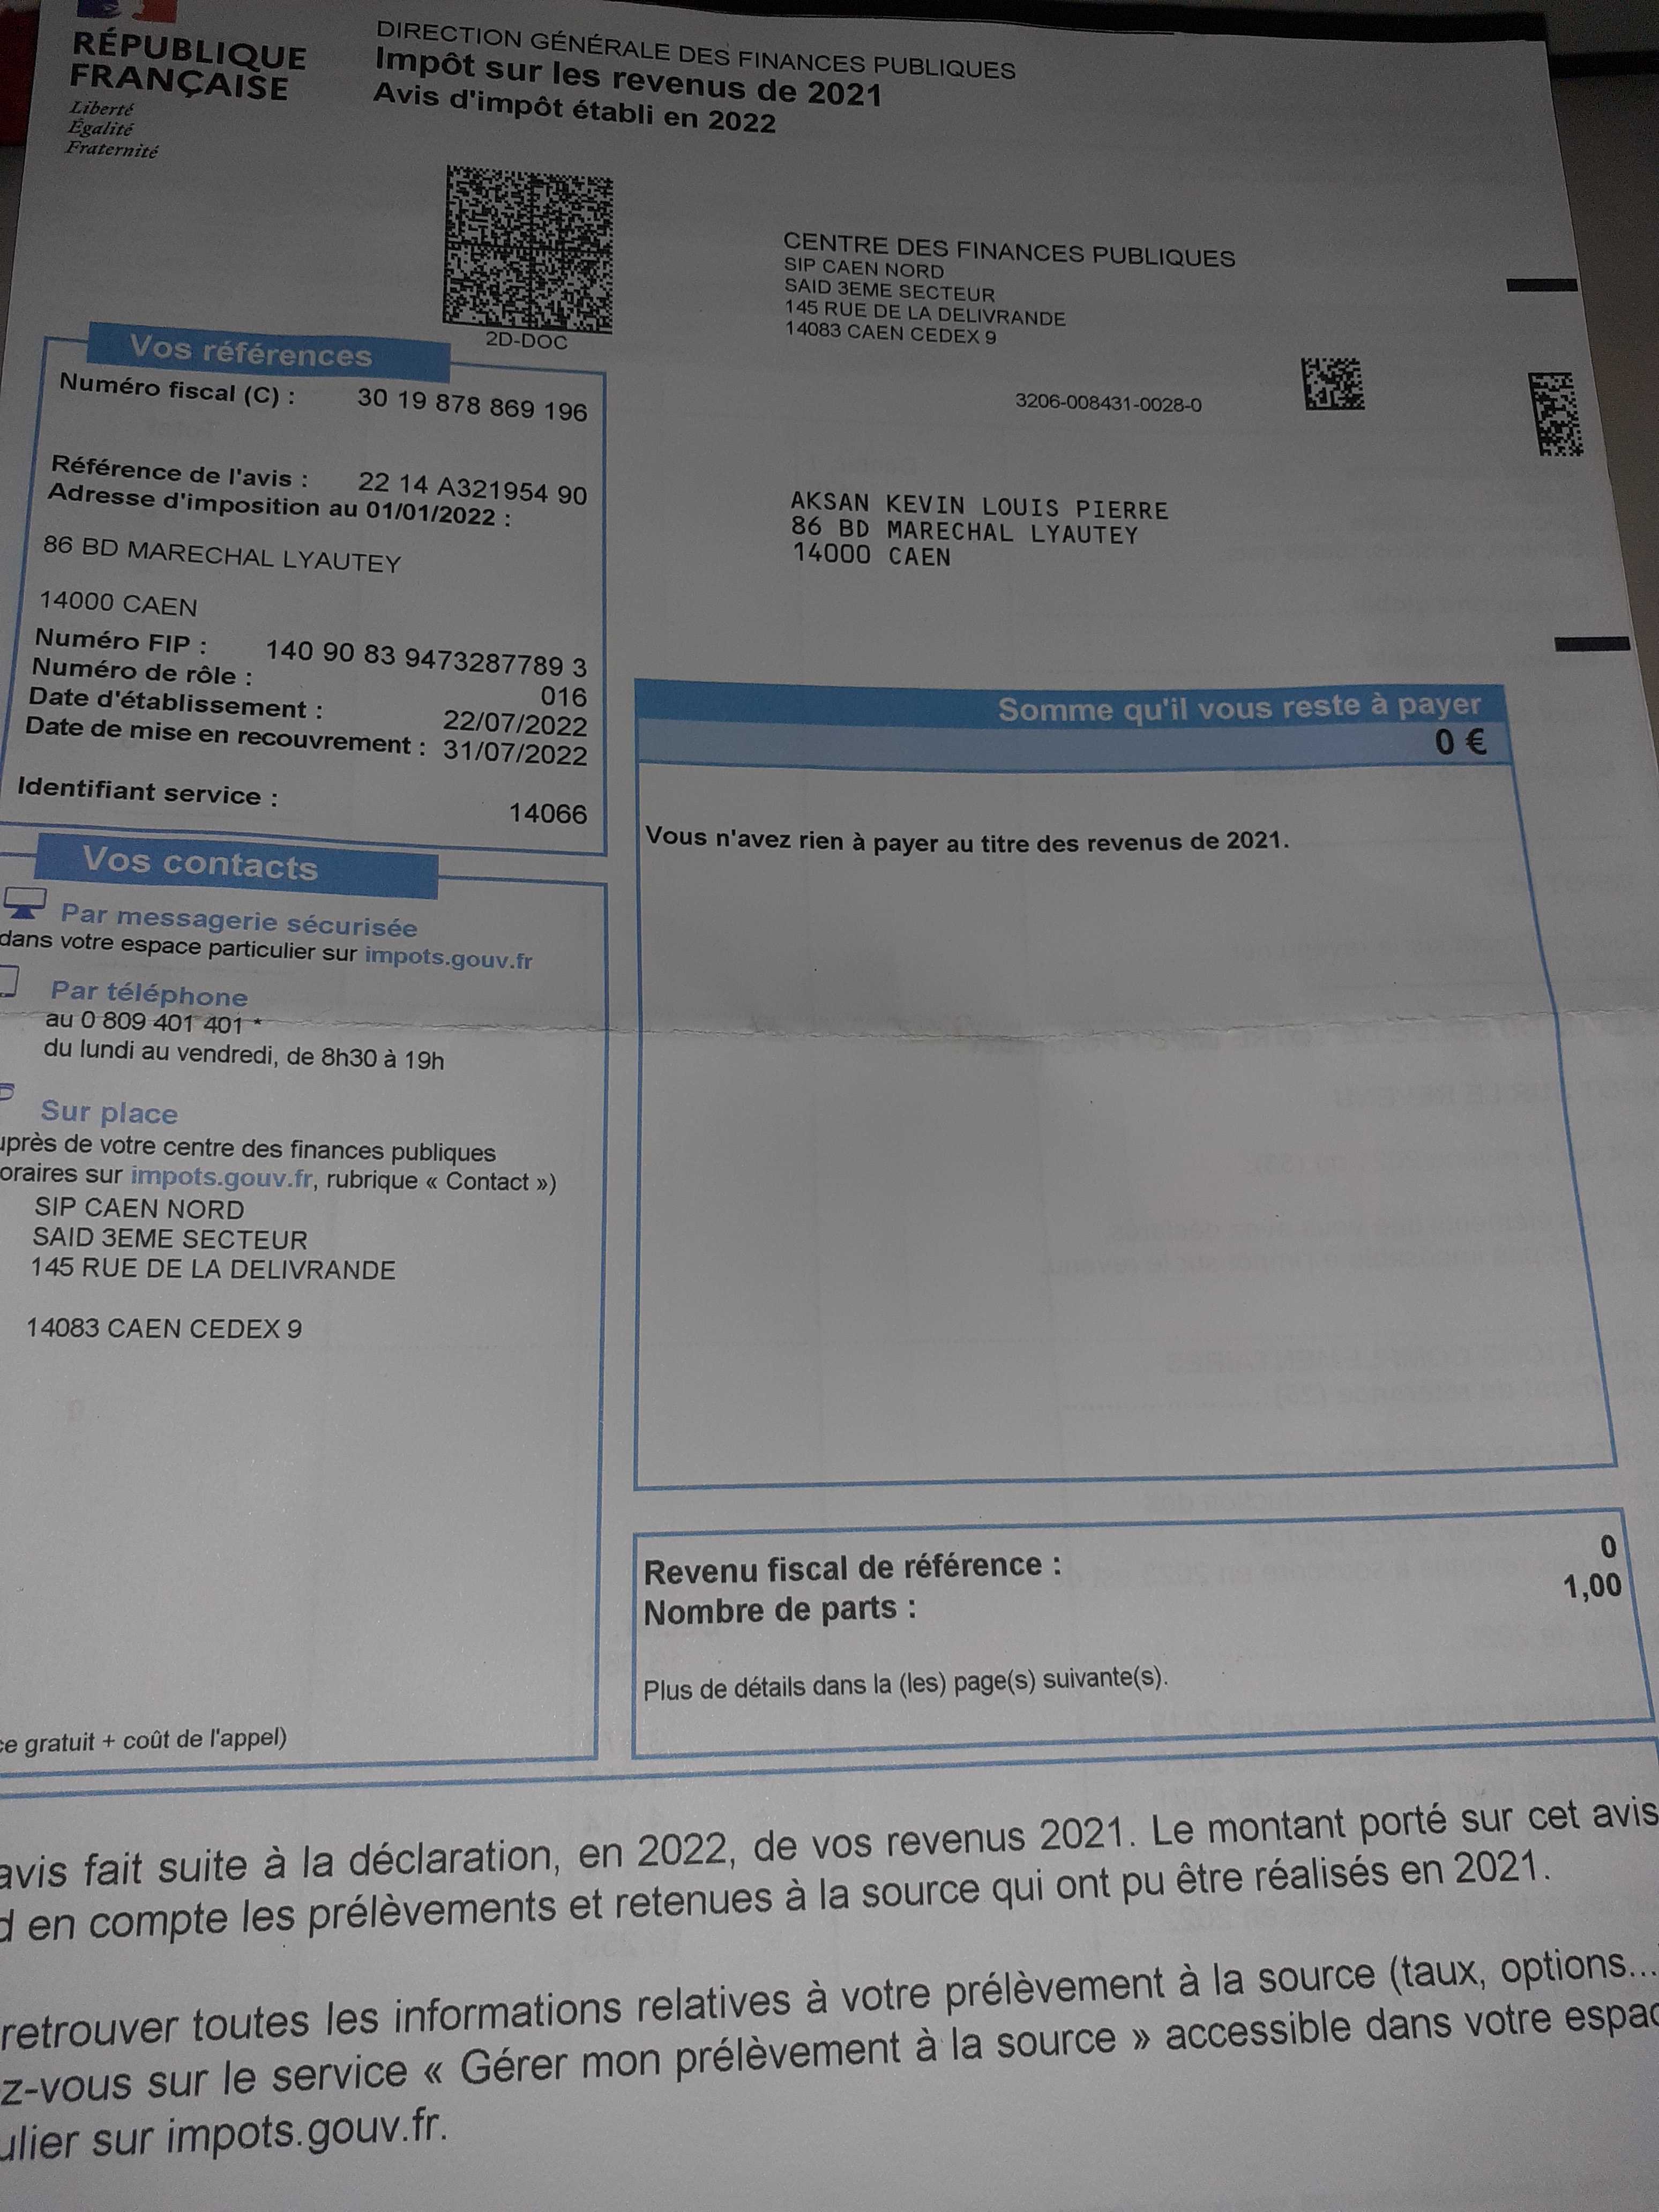 RÉPUBLIQUE
FRANÇAISE
Liberté
Égalité
Fraternité
DIRECTION GÉNÉRALE DES FINANCES PUBLIQUES
Impôt sur les revenus de 2021
Avis d'impôt établi en 2022
2D-DOC
CENTRE DES FINANCES PUBLIQUES
SIP CAEN NORD
SAID 3EME SECTEUR
145 RUE DE LA DELIVRANDE
14083 CAEN CEDEX 9
3206-008431-0028-0
AKSAN KEVIN LOUIS PIERRE
86 BD MARECHAL LYAUTEY
14000 CAEN
Vos références
Numéro fiscal (C) : 30 19 878 869 196
Référence de l'avis : 22 14 A321954 90
Adresse d'imposition au 01/01/2022 :
86 BD MARECHAL LYAUTEY
14000 CAEN
Numéro FIP : 140 90 83 9473287789 3
Numéro de rôle : 016
Date d'établissement : 22/07/2022
Date de mise en recouvrement : 31/07/2022
Identifiant service : 14066
Vos contacts
Par messagerie sécurisée
dans votre espace particulier sur impots.gouv.fr
Par téléphone
au 0 809 401 401 *
du lundi au vendredi, de 8h30 à 19h
Sur place
uprès de votre centre des finances publiques
oraires sur impots.gouv.fr, rubrique « Contact »)
SIP CAEN NORD
SAID 3EME SECTEUR
145 RUE DE LA DELIVRANDE
14083 CAEN CEDEX 9
ce gratuit + coût de l'appel)
Somme qu'il vous reste à payer
0 €
Vous n'avez rien à payer au titre des revenus de 2021.
Revenu fiscal de référence : 0
Nombre de parts : 1,00
Plus de détails dans la (les) page(s) suivante(s).
avis fait suite à la déclaration, en 2022, de vos revenus 2021. Le montant porté sur cet avis
d en compte les prélèvements et retenues à la source qui ont pu être réalisés en 2021.
retrouver toutes les informations relatives à votre prélèvement à la source (taux, options...
z-vous sur le service « Gérer mon prélèvement à la source » accessible dans votre espac
ulier sur impots.gouv.fr.